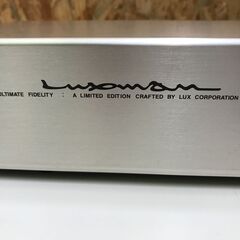 Luxman
ULTIMATE FIDELITY : A LIMITED EDITION CRAFTED BY LUX CORPORATION